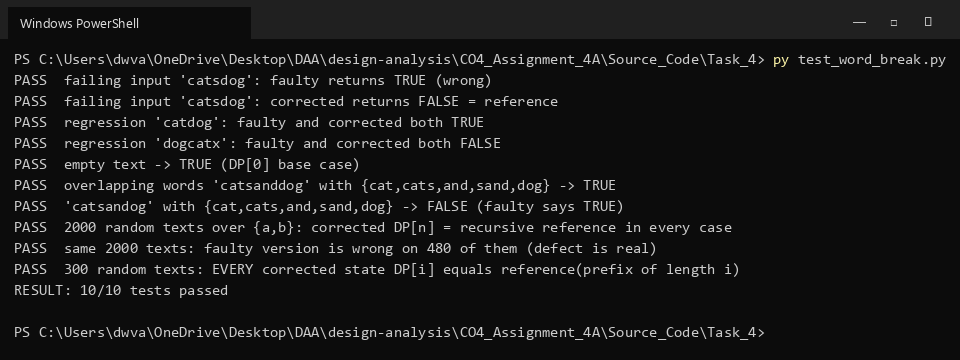 Windows PowerShell
PS C:\Users\dwva\OneDrive\Desktop\DAA\design-analysis\CO4_Assignment_4A\Source_Code\Task_4> py test_word_break.py
PASS  failing input 'catsdog': faulty returns TRUE (wrong)
PASS  failing input 'catsdog': corrected returns FALSE = reference
PASS  regression 'catdog': faulty and corrected both TRUE
PASS  regression 'dogcatx': faulty and corrected both FALSE
PASS  empty text -> TRUE (DP[0] base case)
PASS  overlapping words 'catsanddog' with {cat,cats,and,sand,dog} -> TRUE
PASS  'catsandog' with {cat,cats,and,sand,dog} -> FALSE (faulty says TRUE)
PASS  2000 random texts over {a,b}: corrected DP[n] = recursive reference in every case
PASS  same 2000 texts: faulty version is wrong on 480 of them (defect is real)
PASS  300 random texts: EVERY corrected state DP[i] equals reference(prefix of length i)
RESULT: 10/10 tests passed
PS C:\Users\dwva\OneDrive\Desktop\DAA\design-analysis\CO4_Assignment_4A\Source_Code\Task_4>